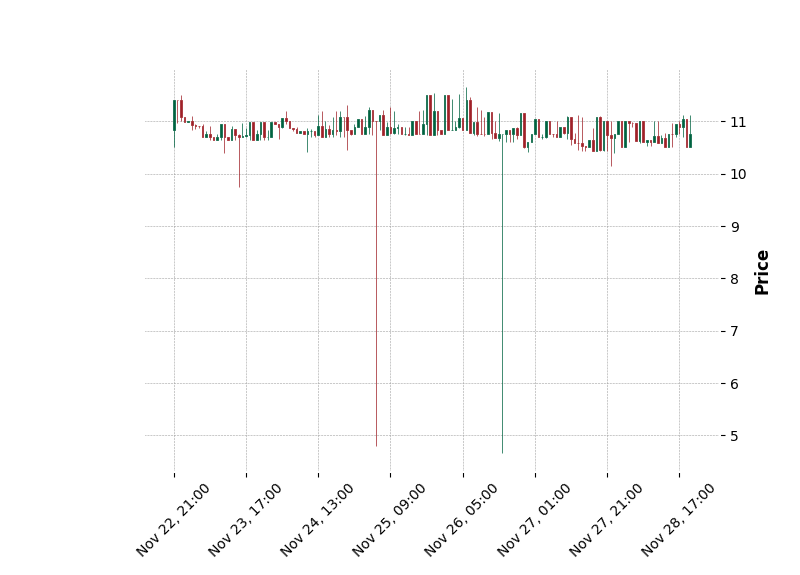 11
10
9
8
7
6
5
Price
Nov 22, 21:00
Nov 23, 17:00
Nov 24, 13:00
Nov 25, 09:00
Nov 26, 05:00
Nov 27, 01:00
Nov 27, 21:00
Nov 28, 17:00